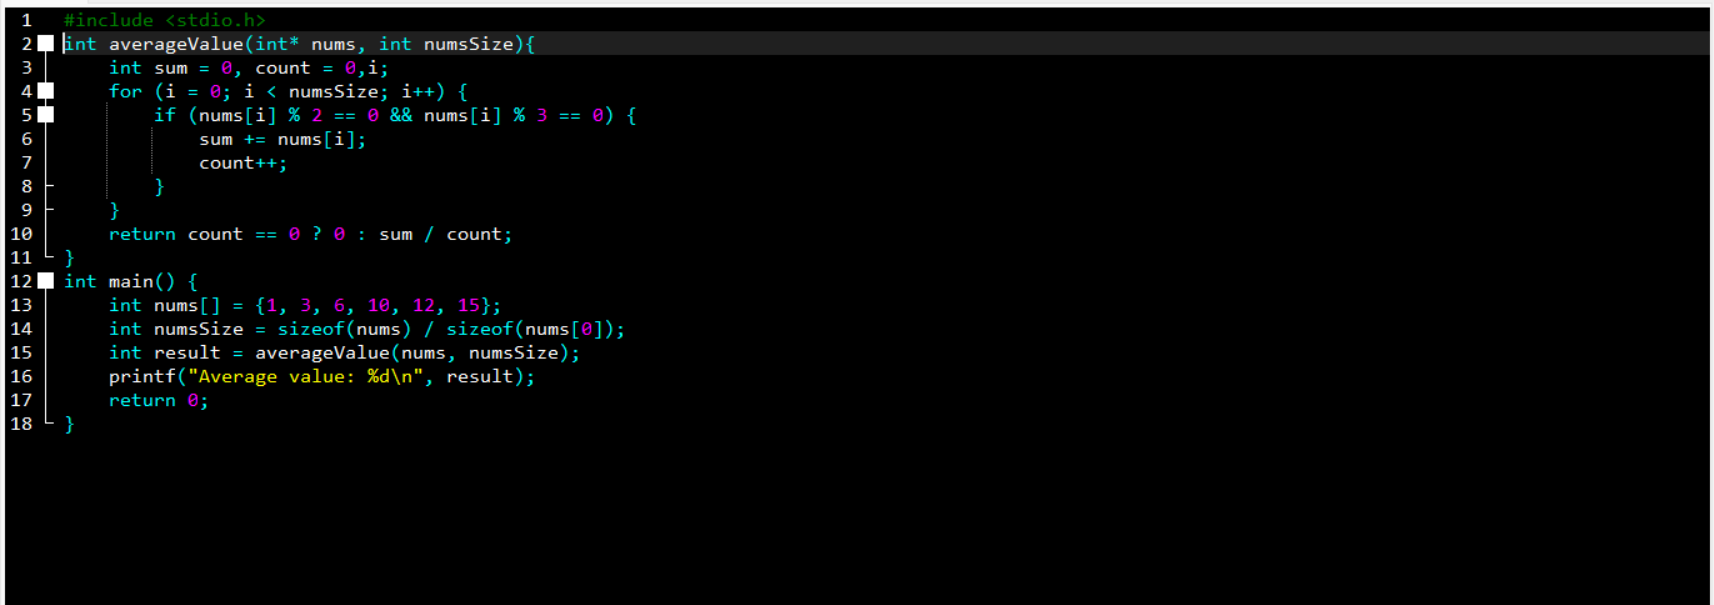 1 #include <stdio.h>
2 int averageValue(int* nums, int numsSize){
3     int sum = 0, count = 0,i;
4     for (i = 0; i < numsSize; i++) {
5         if (nums[i] % 2 == 0 && nums[i] % 3 == 0) {
6             sum += nums[i];
7             count++;
8         }
9     }
10     return count == 0 ? 0 : sum / count;
11 }
12 int main() {
13     int nums[] = {1, 3, 6, 10, 12, 15};
14     int numsSize = sizeof(nums) / sizeof(nums[0]);
15     int result = averageValue(nums, numsSize);
16     printf("Average value: %d\n", result);
17     return 0;
18 }